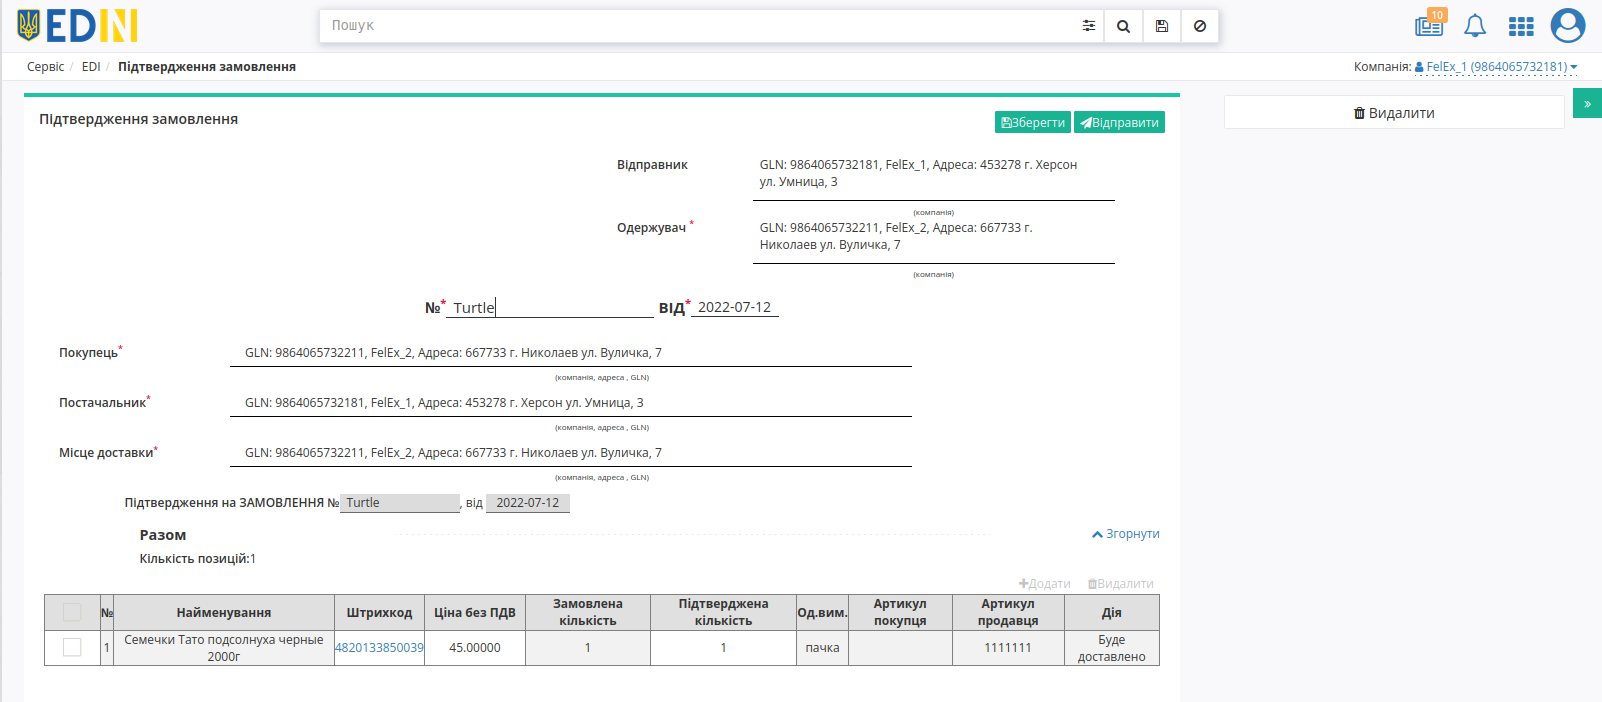 EDIN
Пошук
10
Сервіс / EDI / Підтвердження замовлення
Компанія: FelEx_1 (9864065732181)
»
Видалити
Підтвердження замовлення
Зберегти Відправити
Відправник
GLN: 9864065732181, FelEx_1, Адреса: 453278 г. Херсон
ул. Умница, 3
(компанія)
Одержувач *
GLN: 9864065732211, FelEx_2, Адреса: 667733 г.
Николаев ул. Вуличка, 7
(компанія)
№* Turtle ВІД* 2022-07-12
Покупець* GLN: 9864065732211, FelEx_2, Адреса: 667733 г. Николаев ул. Вуличка, 7
(компанія, адреса , GLN)
Постачальник* GLN: 9864065732181, FelEx_1, Адреса: 453278 г. Херсон ул. Умница, 3
(компанія, адреса , GLN)
Місце доставки* GLN: 9864065732211, FelEx_2, Адреса: 667733 г. Николаев ул. Вуличка, 7
(компанія, адреса , GLN)
Підтвердження на ЗАМОВЛЕННЯ № Turtle , від 2022-07-12
Разом
Згорнути
Кількість позицій:1
Додати Видалити
№ Найменування Штрихкод Ціна без ПДВ Замовлена кількість Підтверджена кількість Од.вим. Артикул покупця Артикул продавця Дія
1 Семечки Тато подсолнуха черные 2000г 4820133850039 45.00000 1 1 пачка 1111111 Буде доставлено